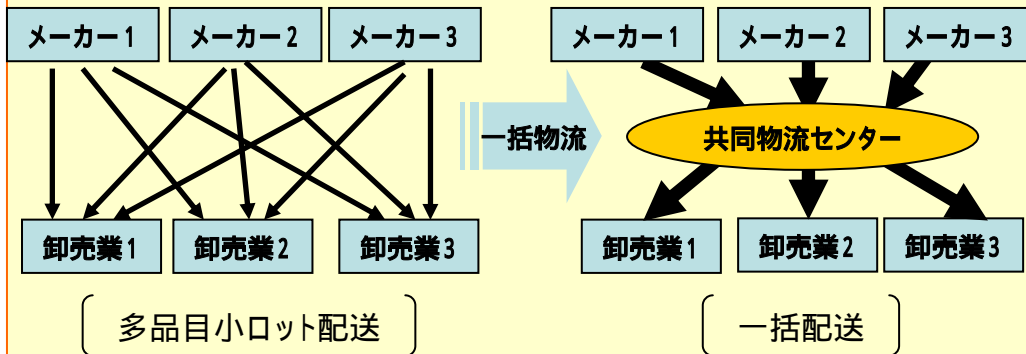 メーカー1
メーカー2
メーカー3
卸売業1
卸売業2
卸売業3
多品目小ロット配送
一括物流
メーカー1
メーカー2
メーカー3
共同物流センター
卸売業1
卸売業2
卸売業3
一括配送